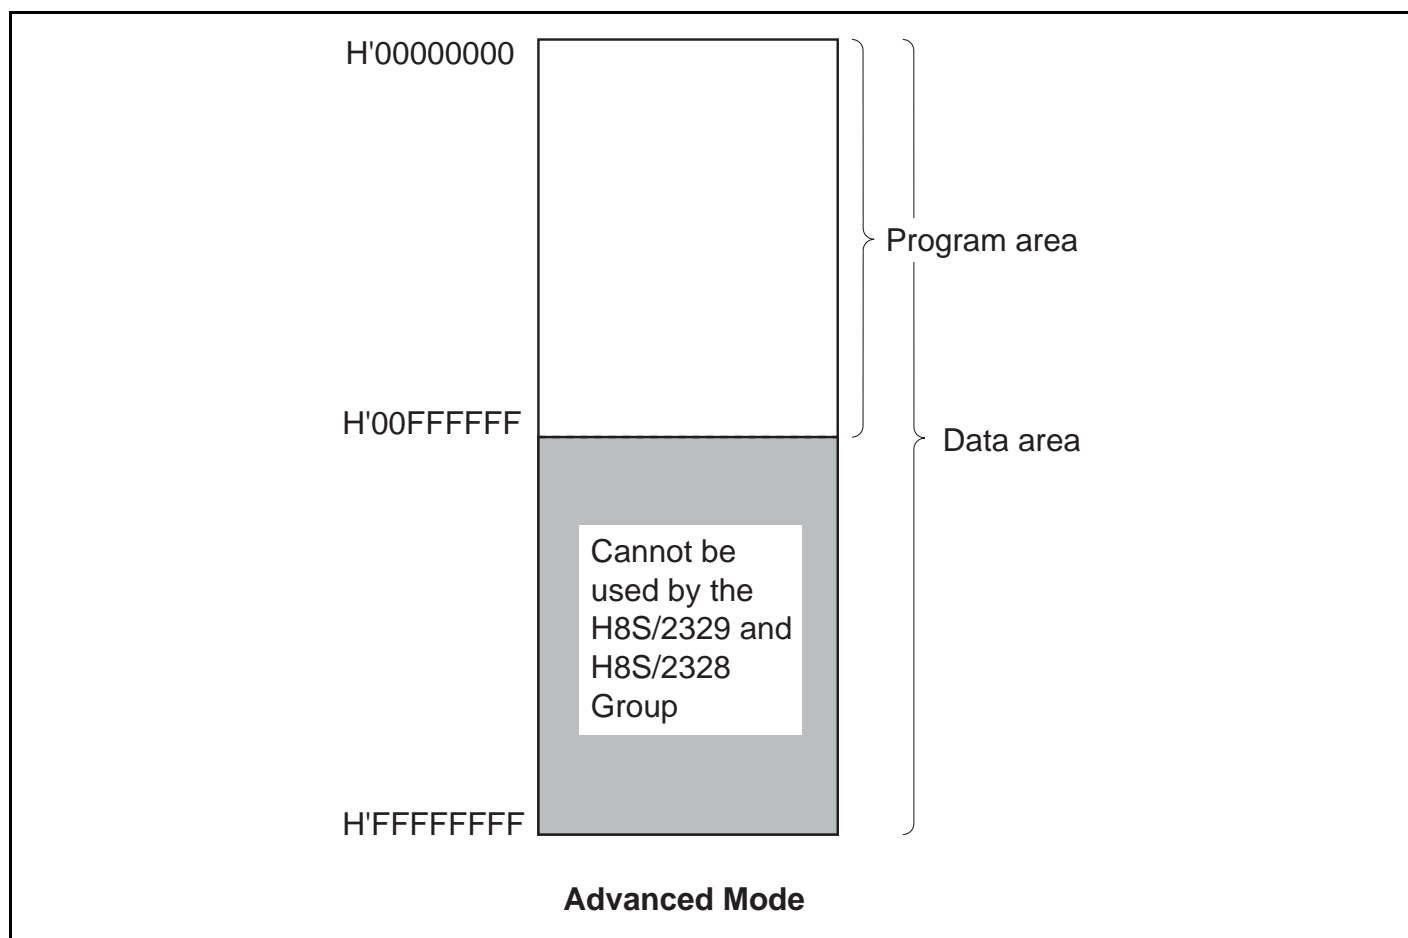 H'00000000
Program area
H'00FFFFFF
Data area
Cannot be
used by the
H8S/2329 and
H8S/2328
Group
H'FFFFFFFF
Advanced Mode